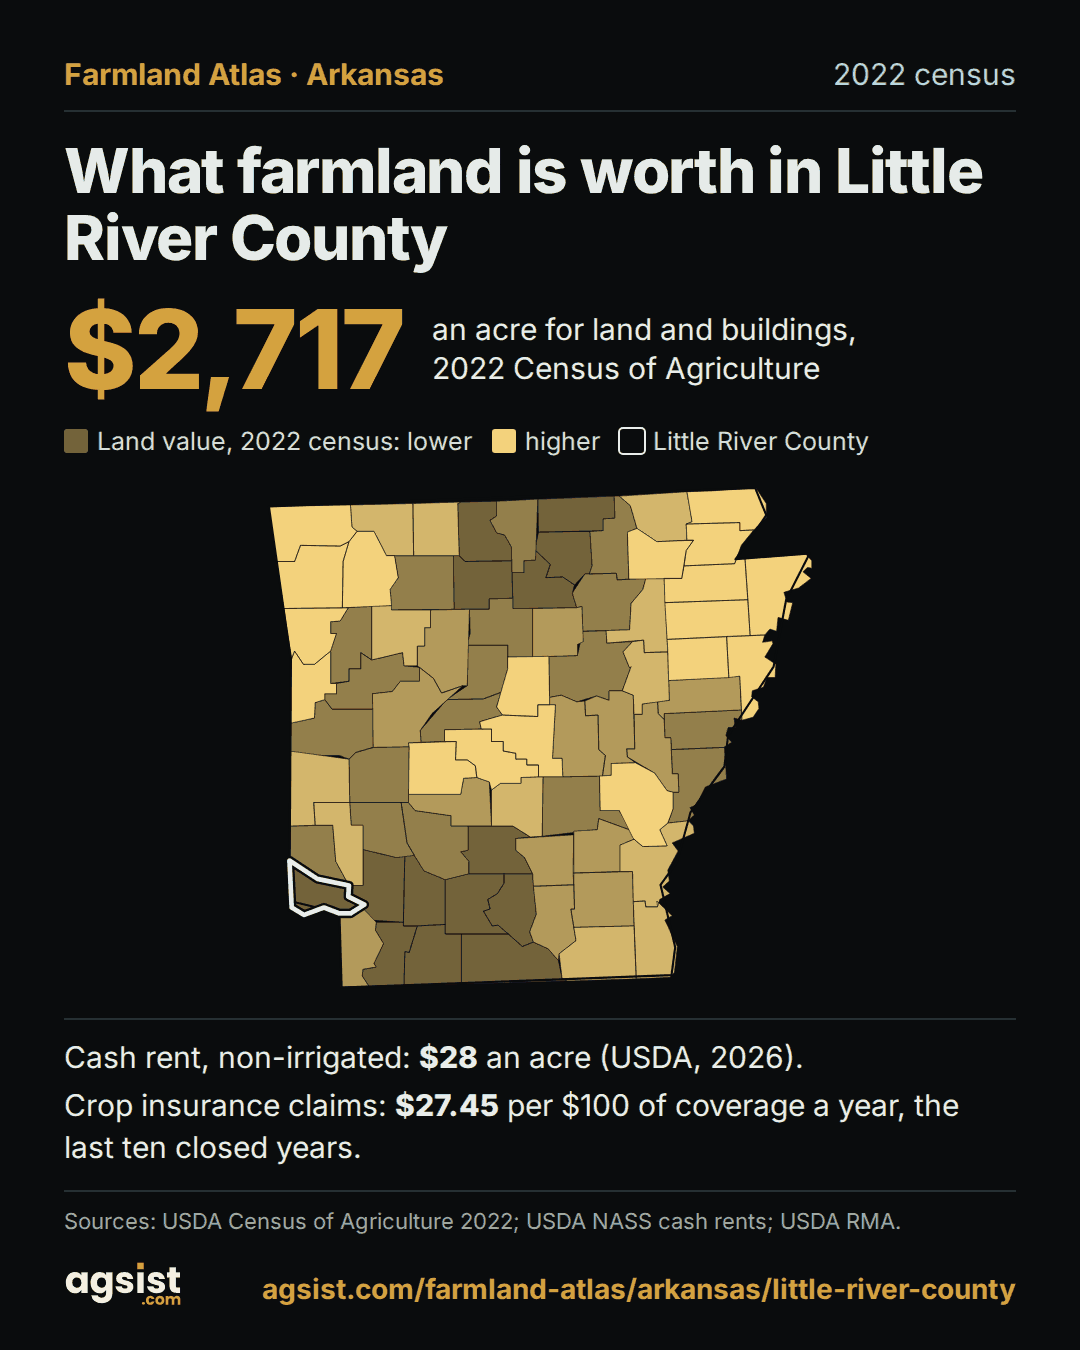 Farmland Atlas · Arkansas
2022 census
What farmland is worth in Little
River County
$2,717
an acre for land and buildings,
2022 Census of Agriculture
Land value, 2022 census: lower
higher
Little River County
Cash rent, non-irrigated: $28 an acre (USDA, 2026).
Crop insurance claims: $27.45 per $100 of coverage a year, the
last ten closed years.
Sources: USDA Census of Agriculture 2022; USDA NASS cash rents; USDA RMA.
agsist
.com
agsist.com/farmland-atlas/arkansas/little-river-county